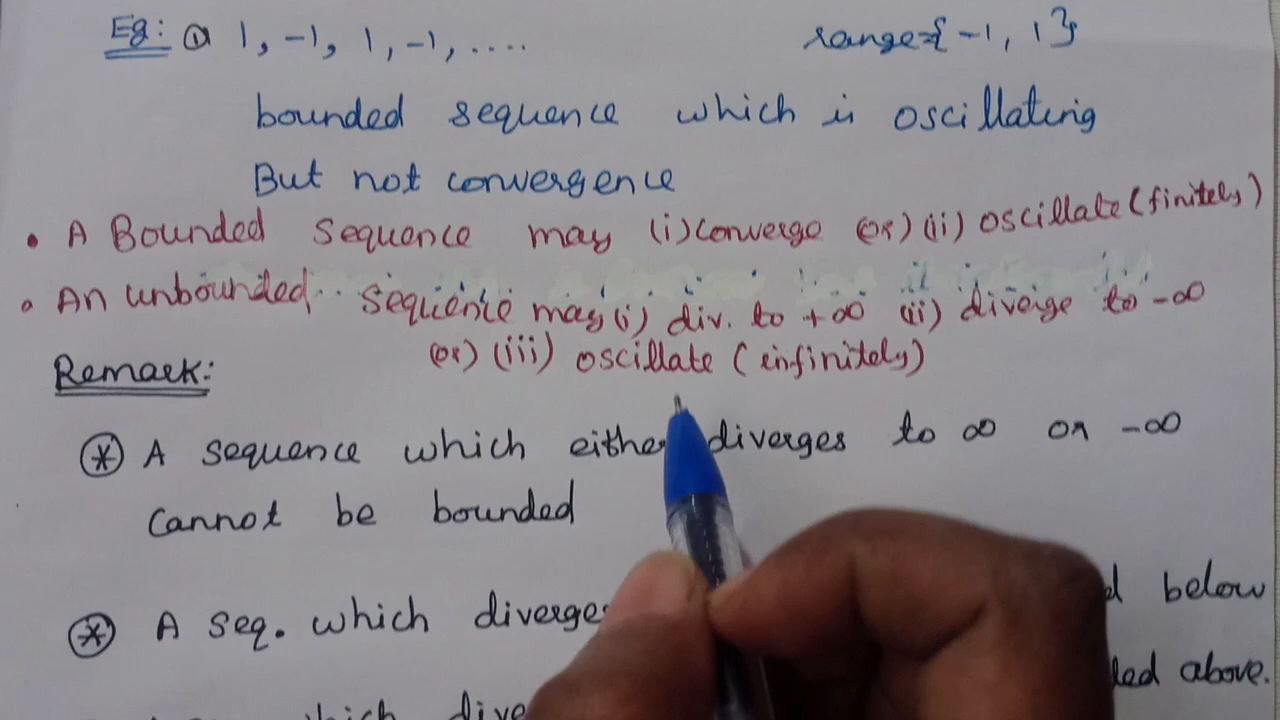 Eg: ① 1, -1, 1, -1, .... range={-1, 1}
bounded sequence which is oscillating
But not convergence
• A Bounded sequence may (i) converge (or) (ii) oscillate (finitely)
• An unbounded sequence may (i) div. to +∞ (ii) diverge to -∞
(or) (iii) oscillate (infinitely)
Remark:
* A sequence which either diverges to ∞ or -∞
cannot be bounded
* A seq. which below
above.
which